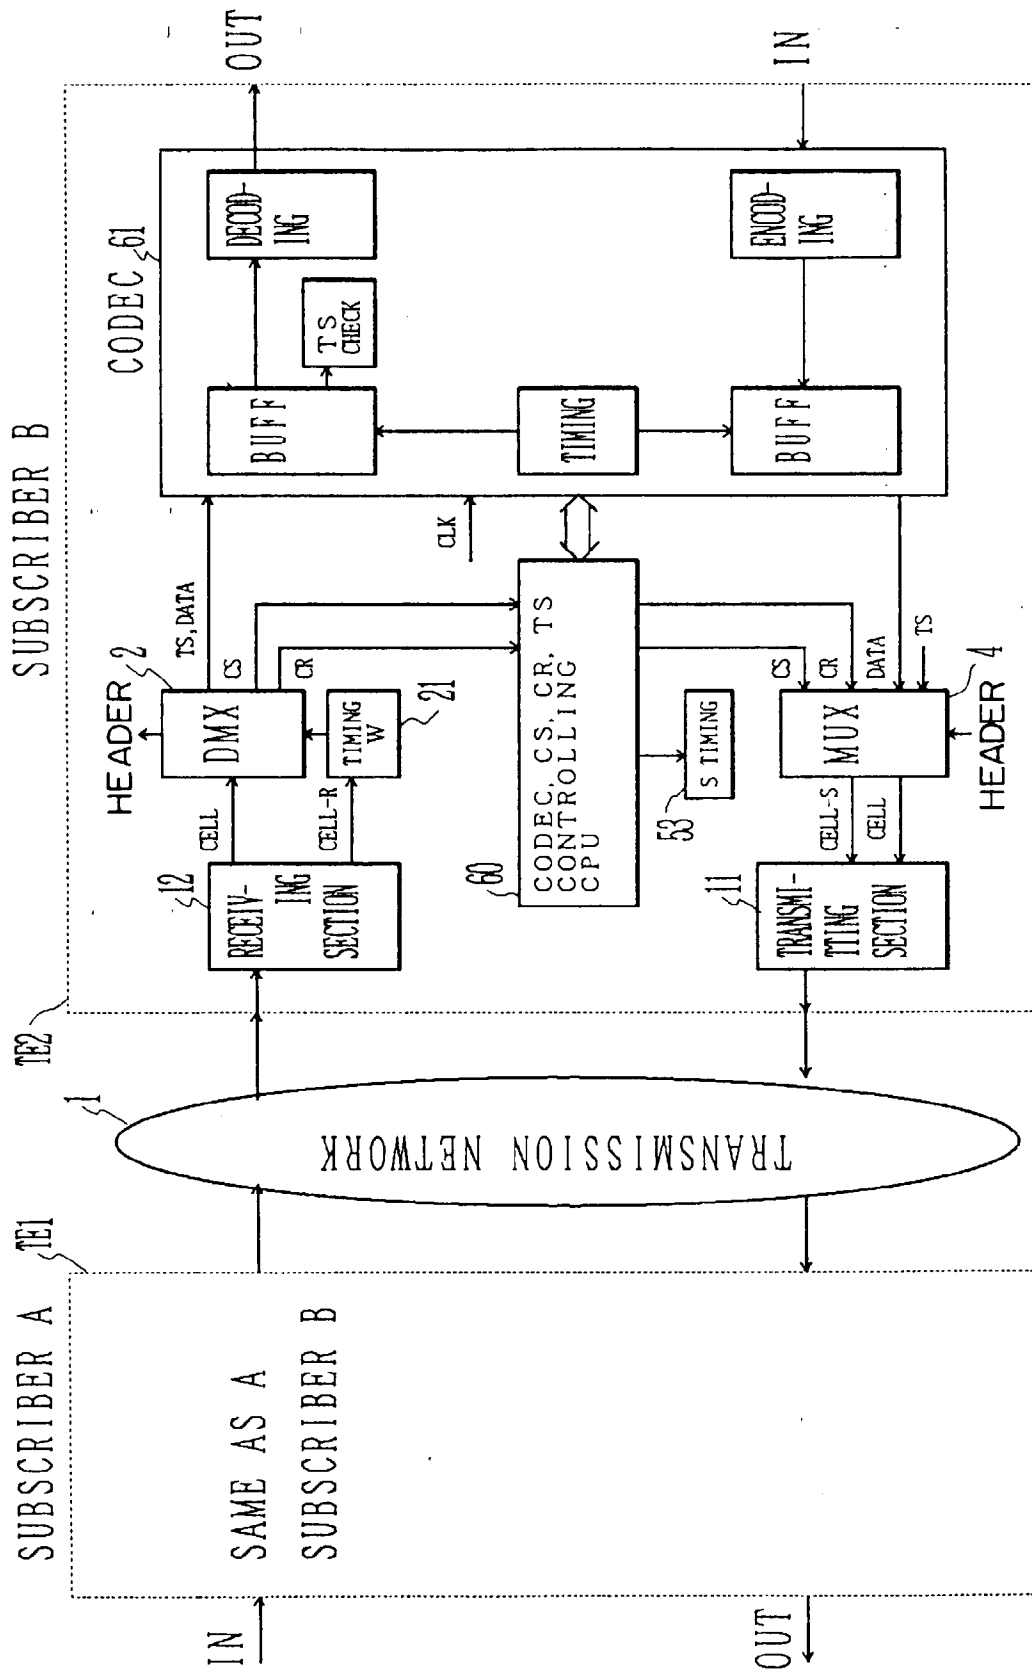 SUBSCRIBER A
TE1
IN
SAME AS A
SUBSCRIBER B
OUT
1
TRANSMISSION NETWORK
SUBSCRIBER B
TE2
12
RECEIV-
ING
SECTION
CELL
CELL-R
HEADER
2
DMX
TIMING
W
21
TS,DATA
CS
CR
60
CODEC, CS, CR, TS
CONTROLLING
CPU
53
S TIMING
CLK
11
TRANSMI-
TTING
SECTION
CELL-S
CELL
MUX
4
HEADER
CS
CR
DATA
TS
CODEC 61
BUFF
TS
CHECK
DECOD-
ING
TIMING
BUFF
ENCOD-
ING
OUT
IN